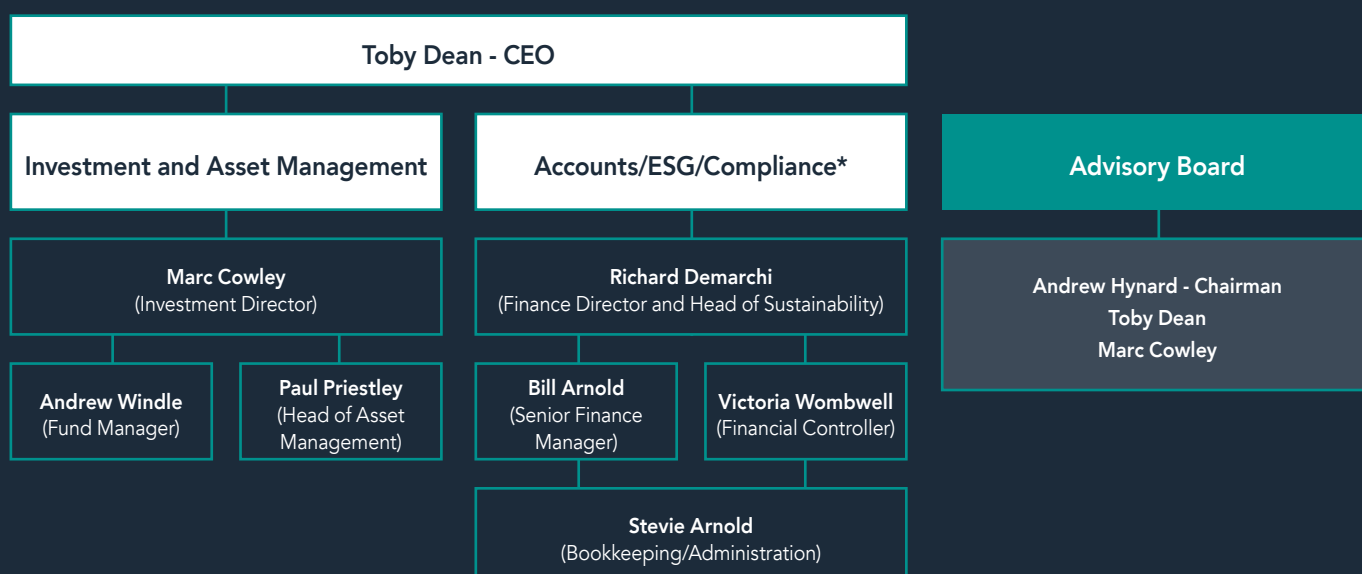 Toby Dean - CEO
Investment and Asset Management
Accounts/ESG/Compliance*
Advisory Board
Marc Cowley
(Investment Director)
Richard Demarchi
(Finance Director and Head of Sustainability)
Andrew Hynard - Chairman
Toby Dean
Marc Cowley
Andrew Windle
(Fund Manager)
Paul Priestley
(Head of Asset
Management)
Bill Arnold
(Senior Finance
Manager)
Victoria Wombwell
(Financial Controller)
Stevie Arnold
(Bookkeeping/Administration)